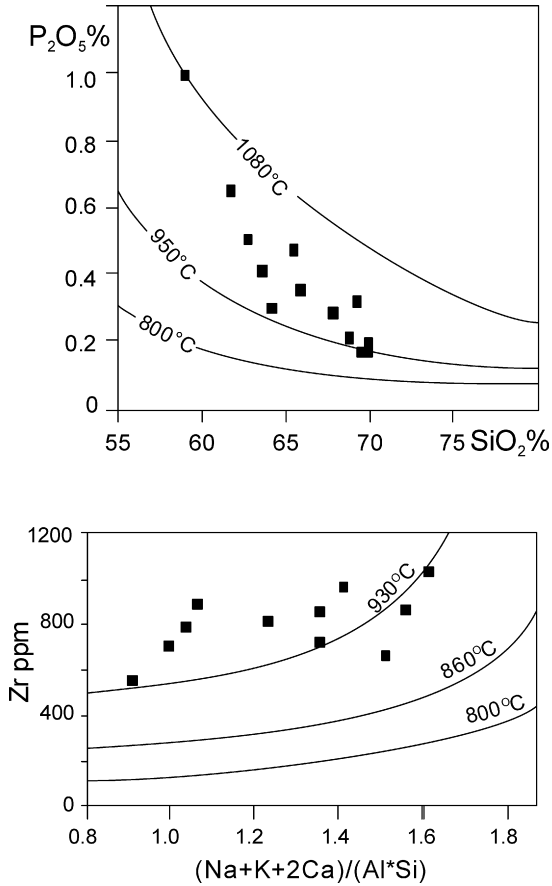 P₂O₅%
1.0
0.8
0.6
0.4
0.2
0
1080°C
950°C
800°C
55 60 65 70 75 SiO₂%
Zr ppm
1200
800
400
0
930°C
860°C
800°C
0.8 1.0 1.2 1.4 1.6 1.8
(Na+K+2Ca)/(Al*Si)